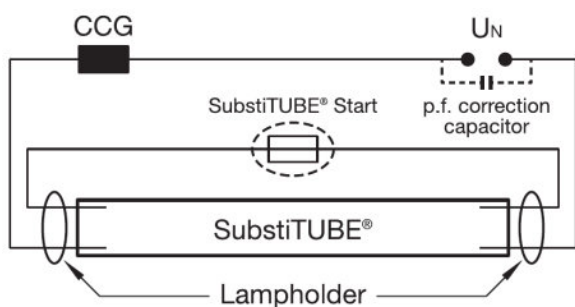 CCG
UN
SubstiTUBE® Start
p.f. correction
capacitor
SubstiTUBE®
Lampholder